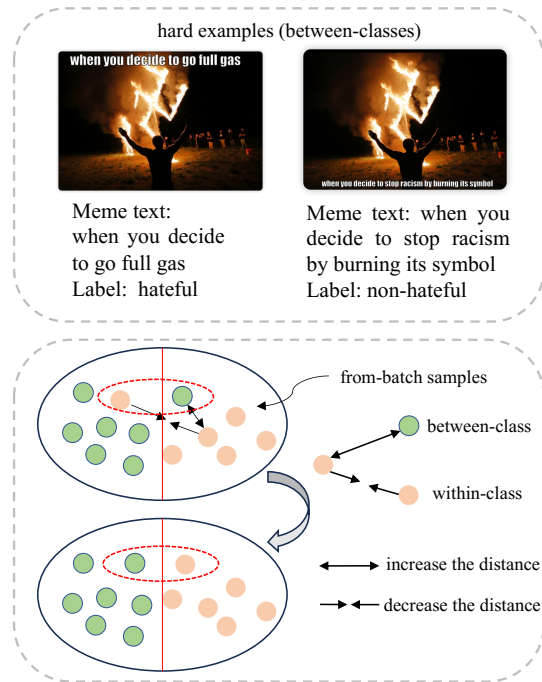 hard examples (between-classes)
when you decide to go full gas
when you decide to stop racism by burning its symbol
Meme text:
when you decide
to go full gas
Label: hateful
Meme text: when you
decide to stop racism
by burning its symbol
Label: non-hateful
from-batch samples
between-class
within-class
increase the distance
decrease the distance